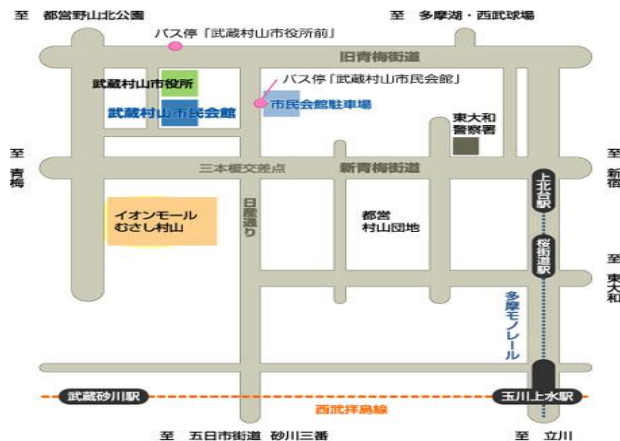 至 都営野山北公園
至 多摩湖・西武球場
バス停「武蔵村山市役所前」
旧青梅街道
武蔵村山市役所
バス停「武蔵村山市民会館」
武蔵村山市民会館
市民会館駐車場
東大和
警察署
至 青梅
三本榎交差点
新青梅街道
至 新宿
上北台駅
イオンモール
むさし村山
日産通り
都営
村山団地
桜街道駅
至 東大和
多摩モノレール
武蔵砂川駅
西武拝島線
玉川上水駅
至 五日市街道 砂川三番
至 立川